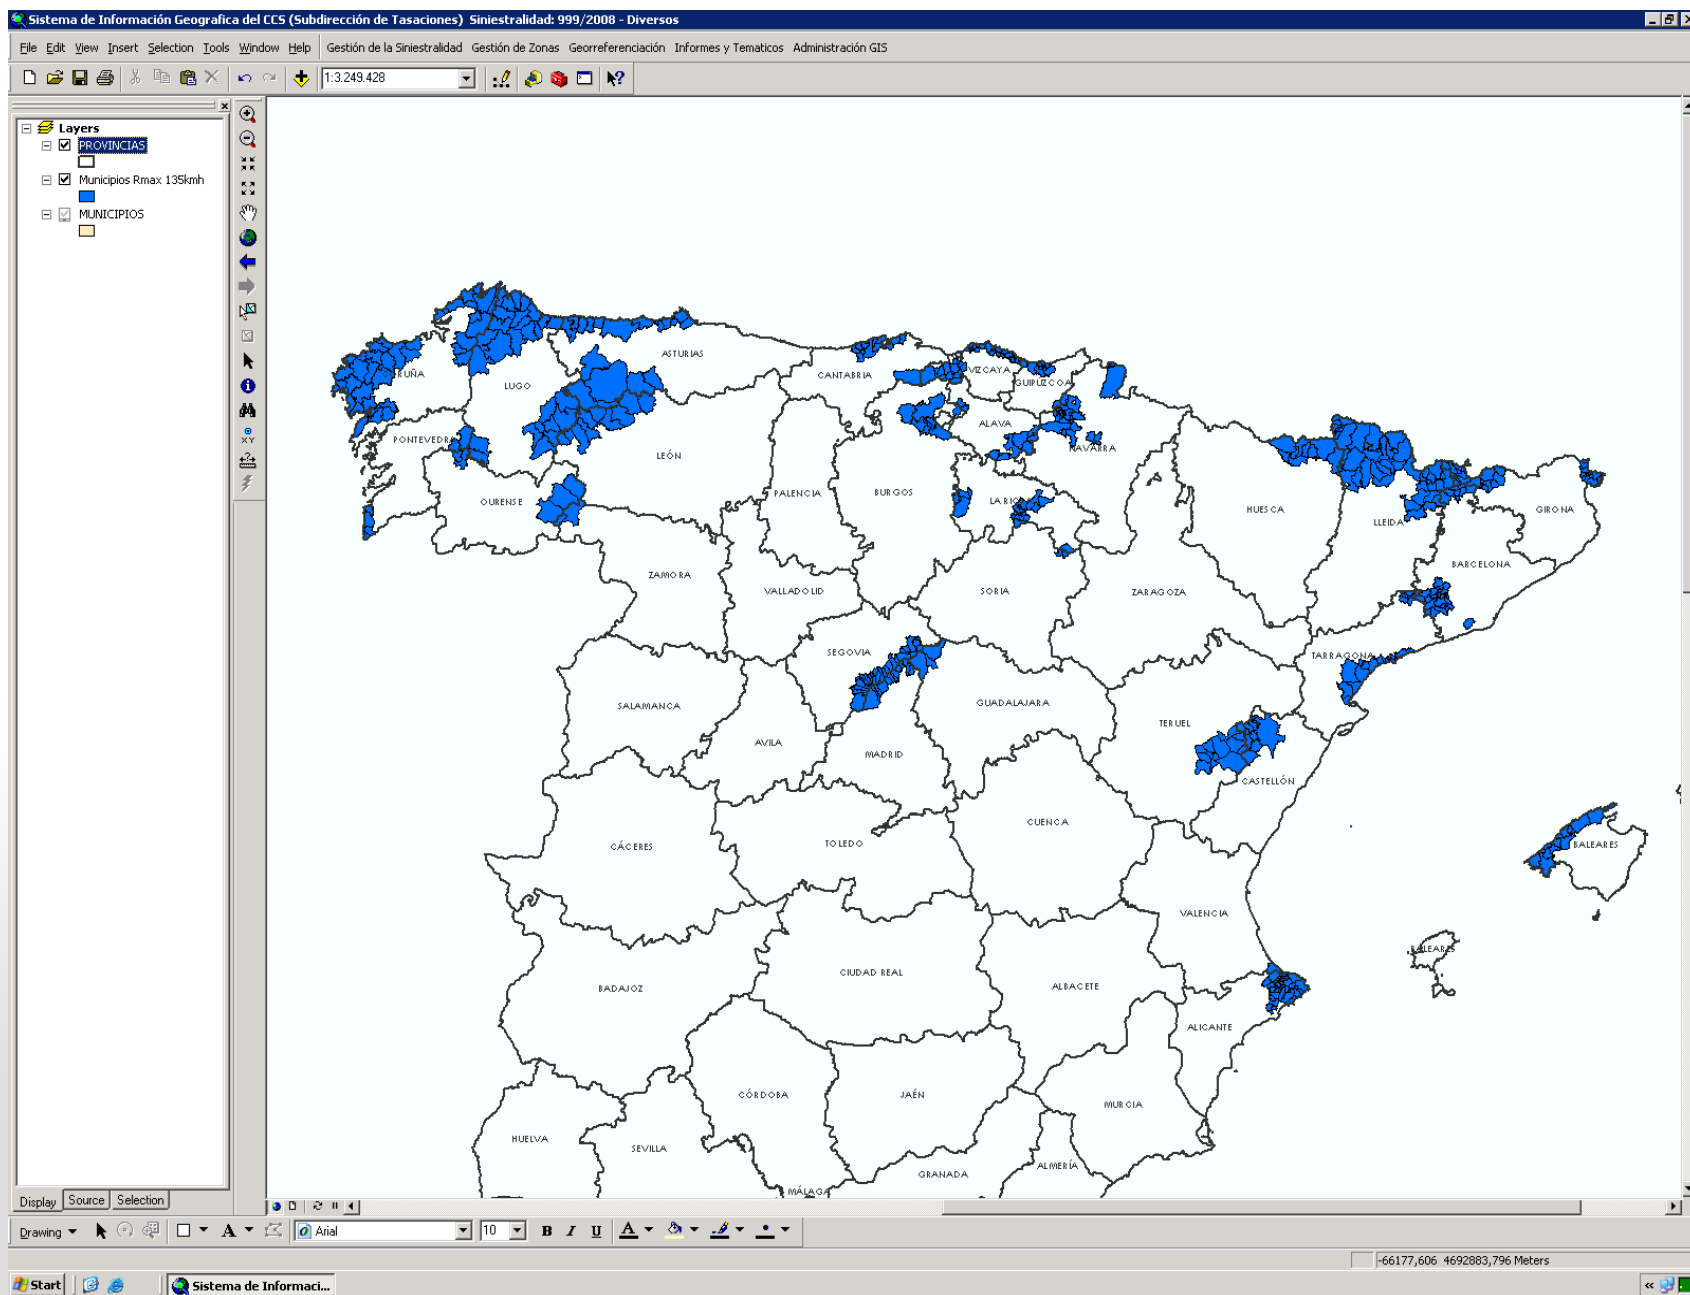 Sistema de Información Geografica del CCS (Subdirección de Tasaciones) Siniestralidad: 999/2008 - Diversos
File Edit View Insert Selection Tools Window Help Gestión de la Siniestralidad Gestión de Zonas Georreferenciación Informes y Tematicos Administración GIS
1:3.249.428
Layers
PROVINCIAS
Municipios Rmax 135kmh
MUNICIPIOS
XY
ASTURIAS
CANTABRIA
VIZCAYA
GUIPÚZCOA
RUÑA
LUGO
PONTEVEDRA
ALAVA
NAVARRA
LEÓN
OURENSE
PALENCIA
BURGOS
LA RIO
HUESCA
LLEIDA
GIRONA
BARCELONA
ZAMORA
VALLADOLID
SORIA
ZARAGOZA
SEGOVIA
TARRAGONA
SALAMANCA
GUADALAJARA
TERUEL
AVILA
MADRID
CASTELLÓN
CUENCA
CÁCERES
TOLEDO
BALEARES
VALENCIA
BALEARES
CIUDAD REAL
BADAJOZ
ALBACETE
ALICANTE
CÓRDOBA
JAÉN
MURCIA
HUELVA
SEVILLA
GRANADA
ALMERÍA
MÁLAGA
Display Source Selection
Drawing A Arial 10 B I U A
-66177,606 4692883,796 Meters
Start Sistema de Informaci... «